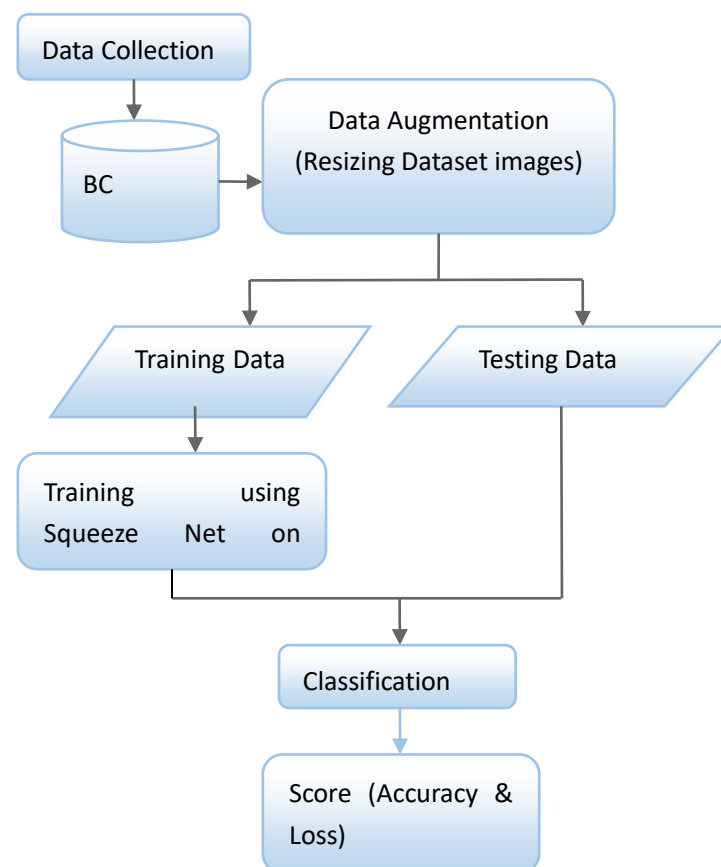 Data Collection
BC
Data Augmentation
(Resizing Dataset images)
Training Data
Testing Data
Training using
Squeeze Net on
Classification
Score (Accuracy &
Loss)